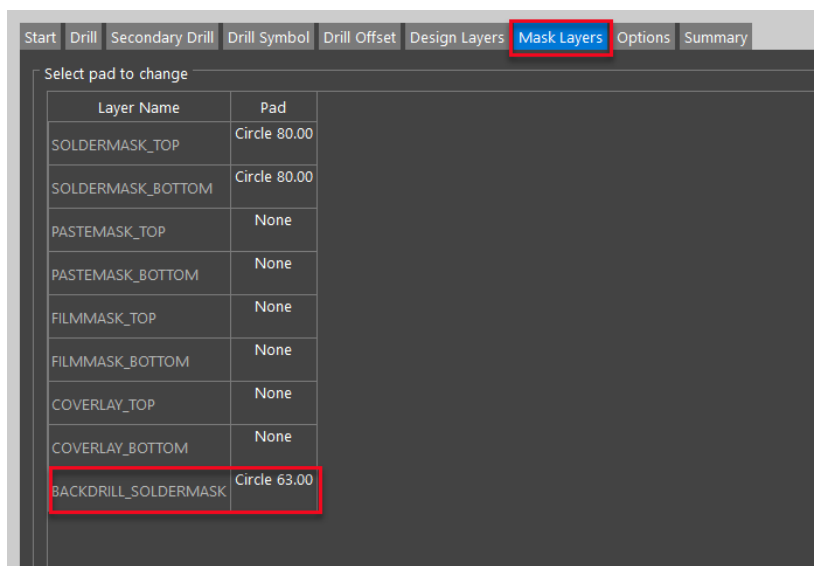 Start Drill Secondary Drill Drill Symbol Drill Offset Design Layers Mask Layers Options Summary
Select pad to change
Layer Name Pad
SOLDERMASK_TOP Circle 80.00
SOLDERMASK_BOTTOM Circle 80.00
PASTEMASK_TOP None
PASTEMASK_BOTTOM None
FILMMASK_TOP None
FILMMASK_BOTTOM None
COVERLAY_TOP None
COVERLAY_BOTTOM None
BACKDRILL_SOLDERMASK Circle 63.00